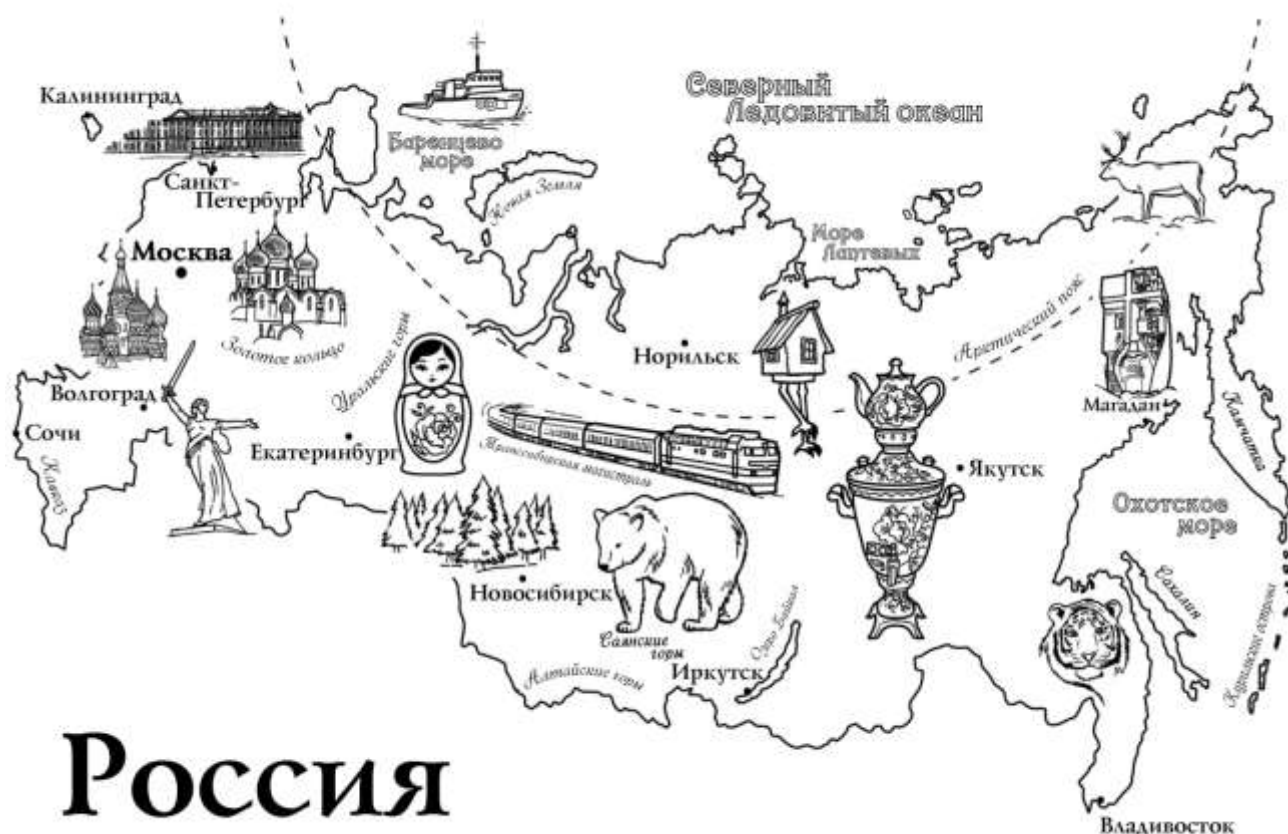 Северный
Ледовитый океан
Калининград
Баренцево
море
Санкт-
Петербург
Новая Земля
Москва
Море
Лаптевых
Золотое кольцо
Уральские горы
Норильск
Арктический пояс
Волгоград
Магадан
Камчатка
Сочи
Екатеринбург
Транссибирская магистраль
Якутск
Кавказ
Охотское
море
Новосибирск
Сахалин
Саянские
горы
Озеро Байкал
Курильские острова
Алтайские горы
Иркутск
Россия
Владивосток